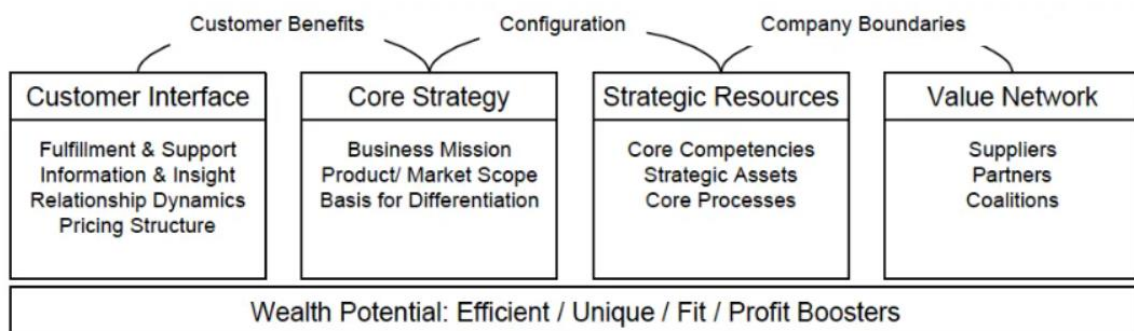 Customer Benefits
Configuration
Company Boundaries
Customer Interface
Fulfillment & Support
Information & Insight
Relationship Dynamics
Pricing Structure
Core Strategy
Business Mission
Product/ Market Scope
Basis for Differentiation
Strategic Resources
Core Competencies
Strategic Assets
Core Processes
Value Network
Suppliers
Partners
Coalitions
Wealth Potential: Efficient / Unique / Fit / Profit Boosters